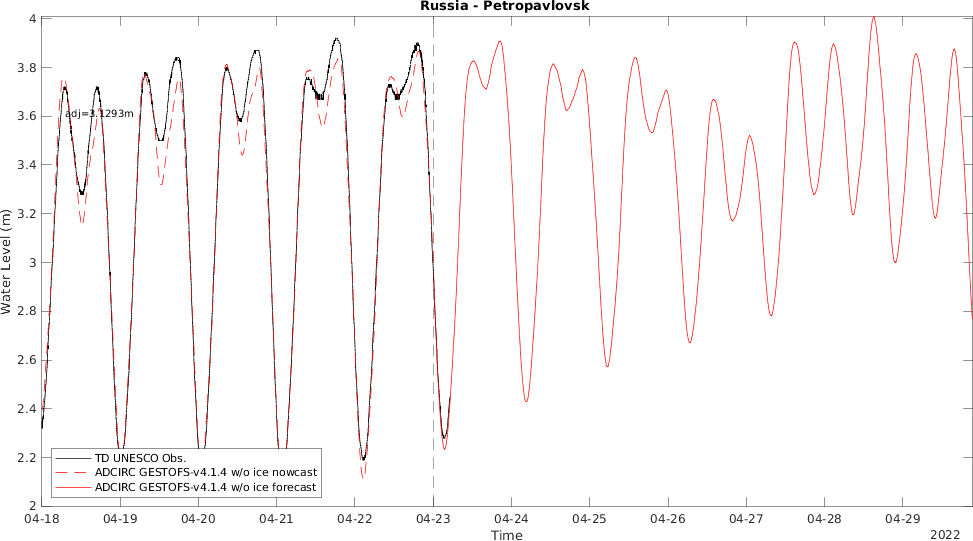 Russia - Petropavlovsk
4
3.8
3.6
3.4
3.2
3
2.8
2.6
2.4
2.2
2
Water Level (m)
adj=3.1293m
TD UNESCO Obs.
ADCIRC GESTOFS-v4.1.4 w/o ice nowcast
ADCIRC GESTOFS-v4.1.4 w/o ice forecast
04-18 04-19 04-20 04-21 04-22 04-23 04-24 04-25 04-26 04-27 04-28 04-29
Time
2022